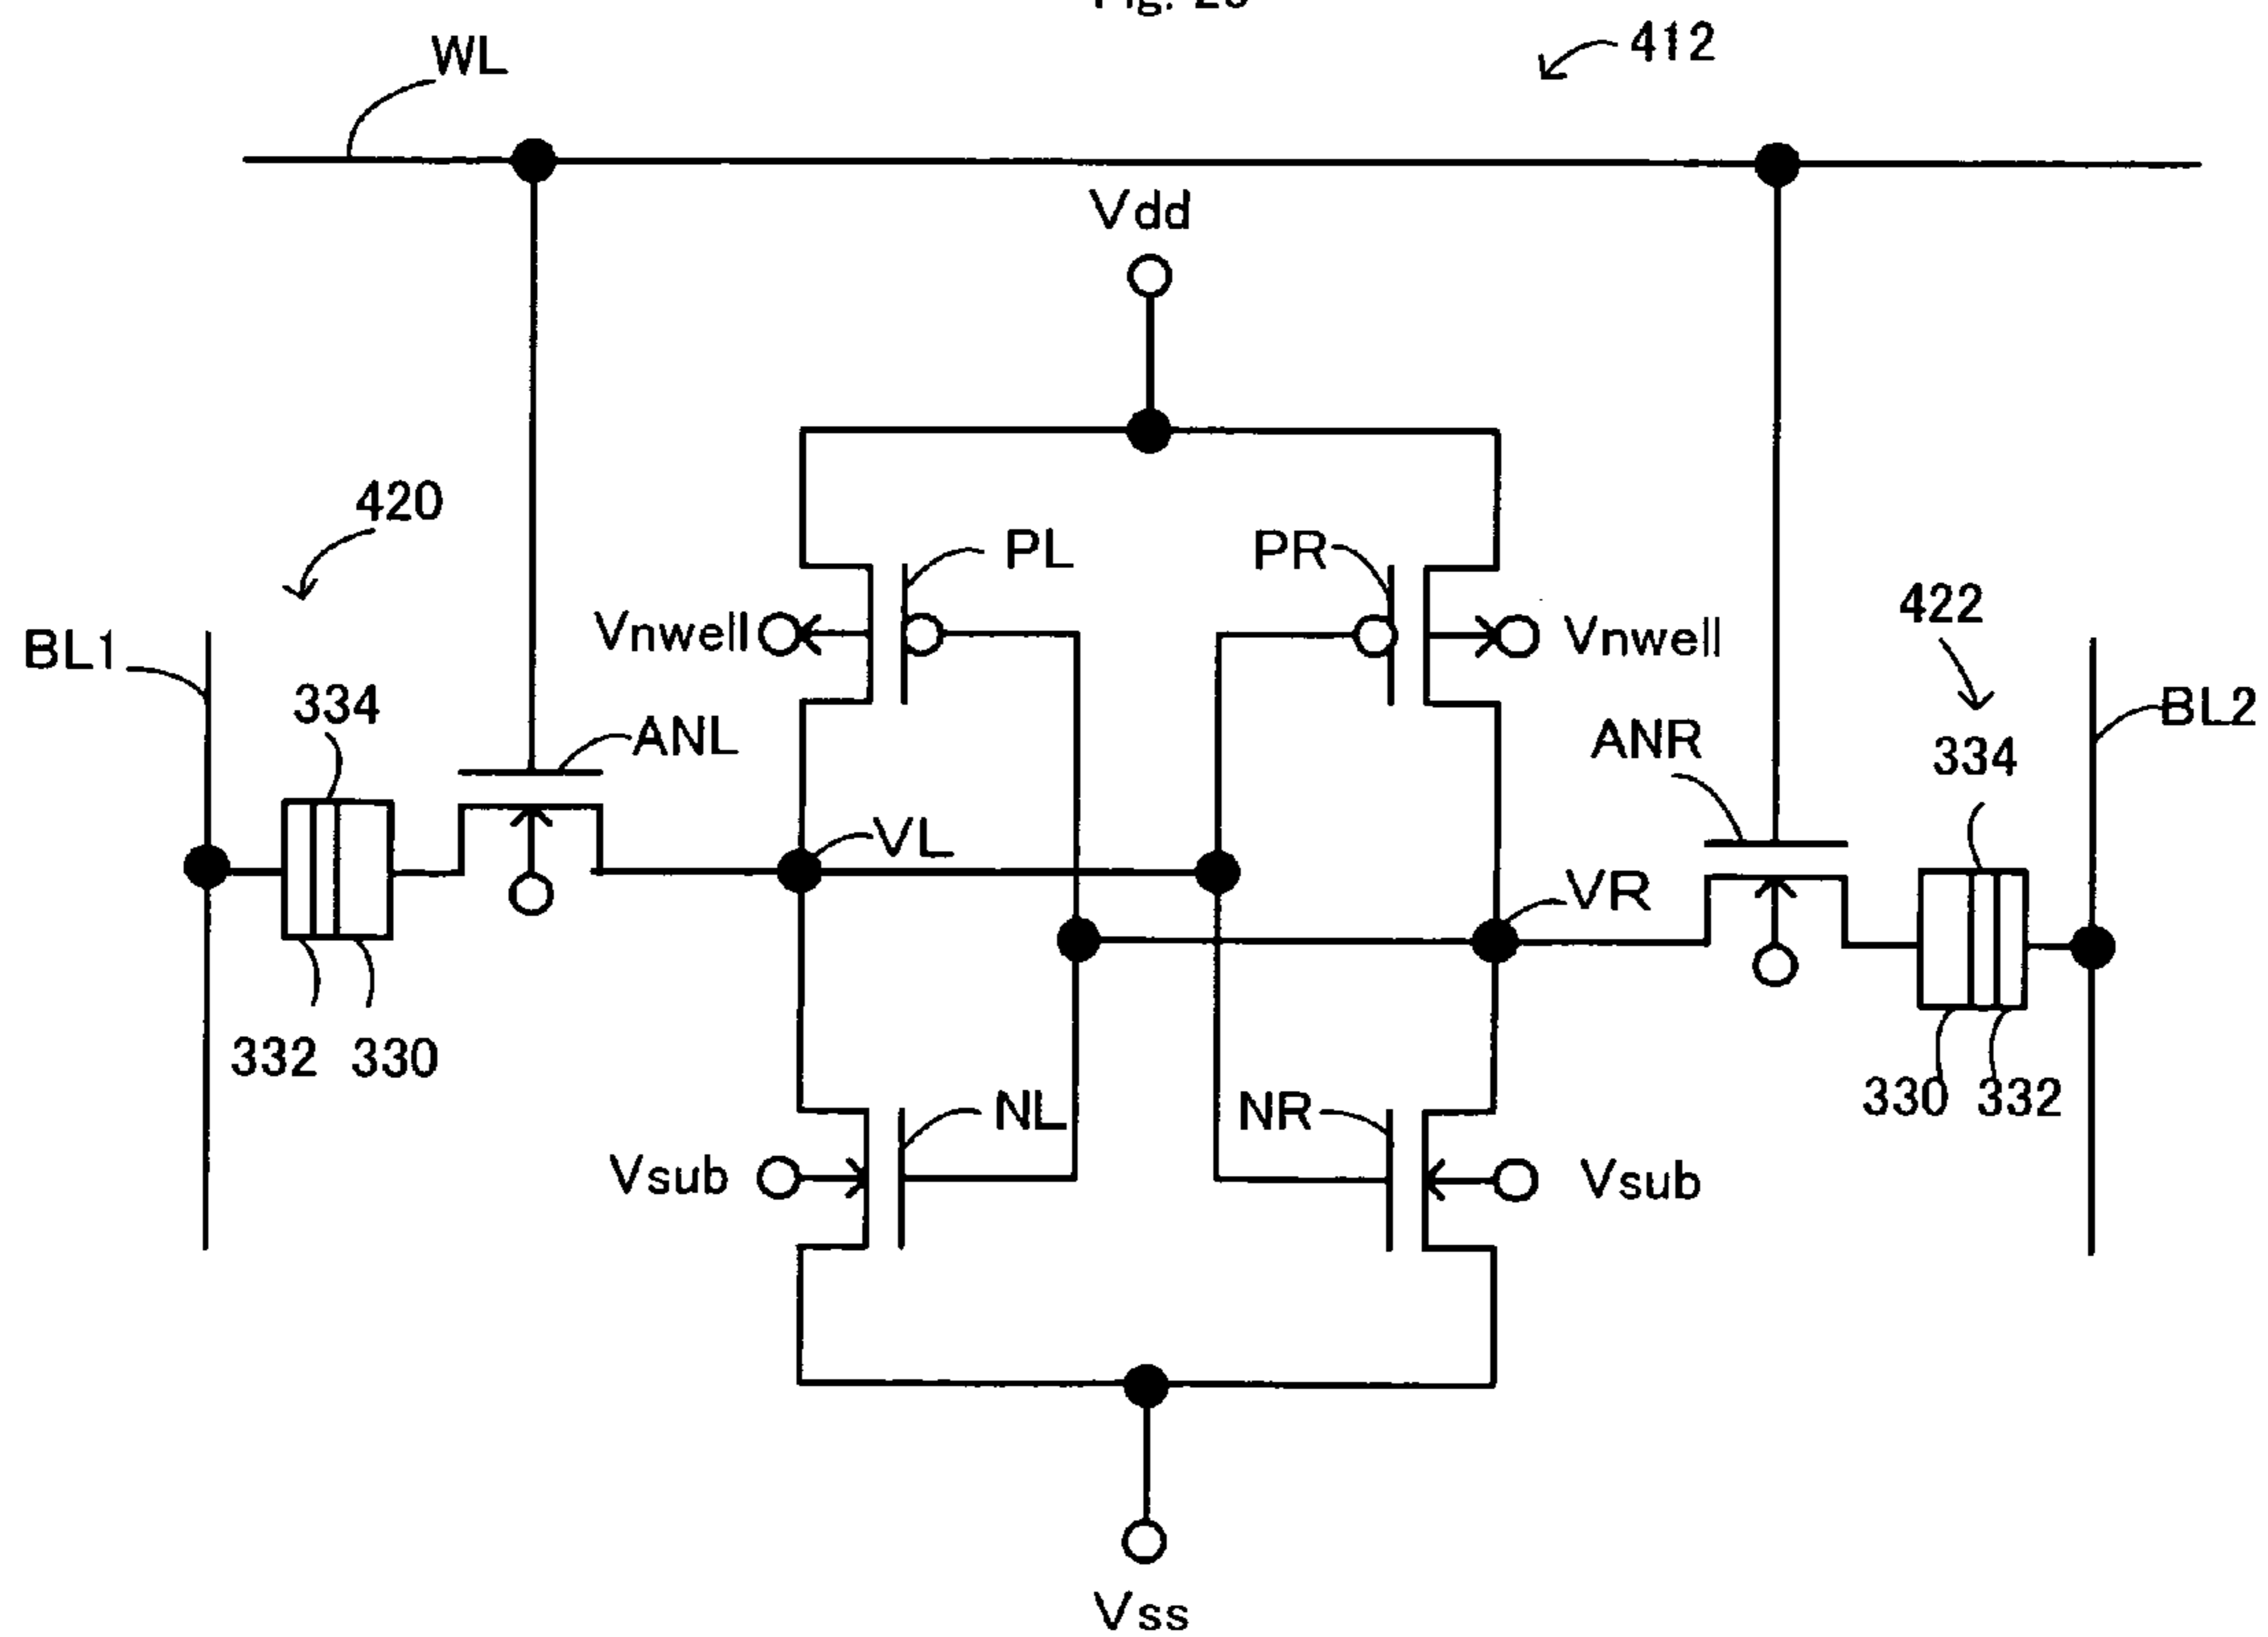 WL
412
Vdd
420
PL
PR
422
Vnwell
Vnwell
BL1
334
ANL
ANR
BL2
334
VL
VR
332
330
NL
NR
330
332
Vsub
Vsub
Vss